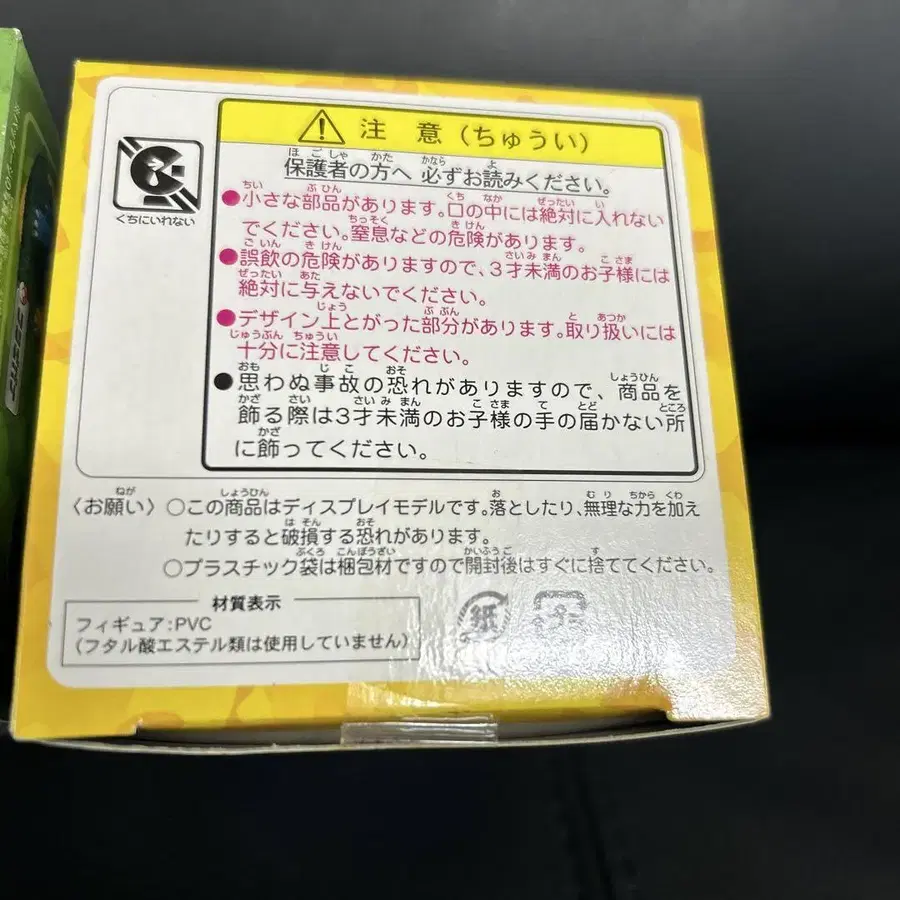 注意(ちゅうい)
保護者の方へ 必ずお読みください。
くちにいれない
●小さな部品があります。口の中には絶対に入れない
でください。窒息などの危険があります。
●誤飲の危険がありますので、3才未満のお子様には
絶対に与えないでください。
●デザイン上とがった部分があります。取り扱いには
十分に注意してください。
●思わぬ事故の恐れがありますので、商品を
飾る際は3才未満のお子様の手の届かない所
に飾ってください。
〈お願い〉○この商品はディスプレイモデルです。落としたり、無理な力を加え
たりすると破損する恐れがあります。
○プラスチック袋は梱包材ですので開封後はすぐに捨ててください。
材質表示
フィギュア:PVC
(フタル酸エステル類は使用していません)
紙
プラ